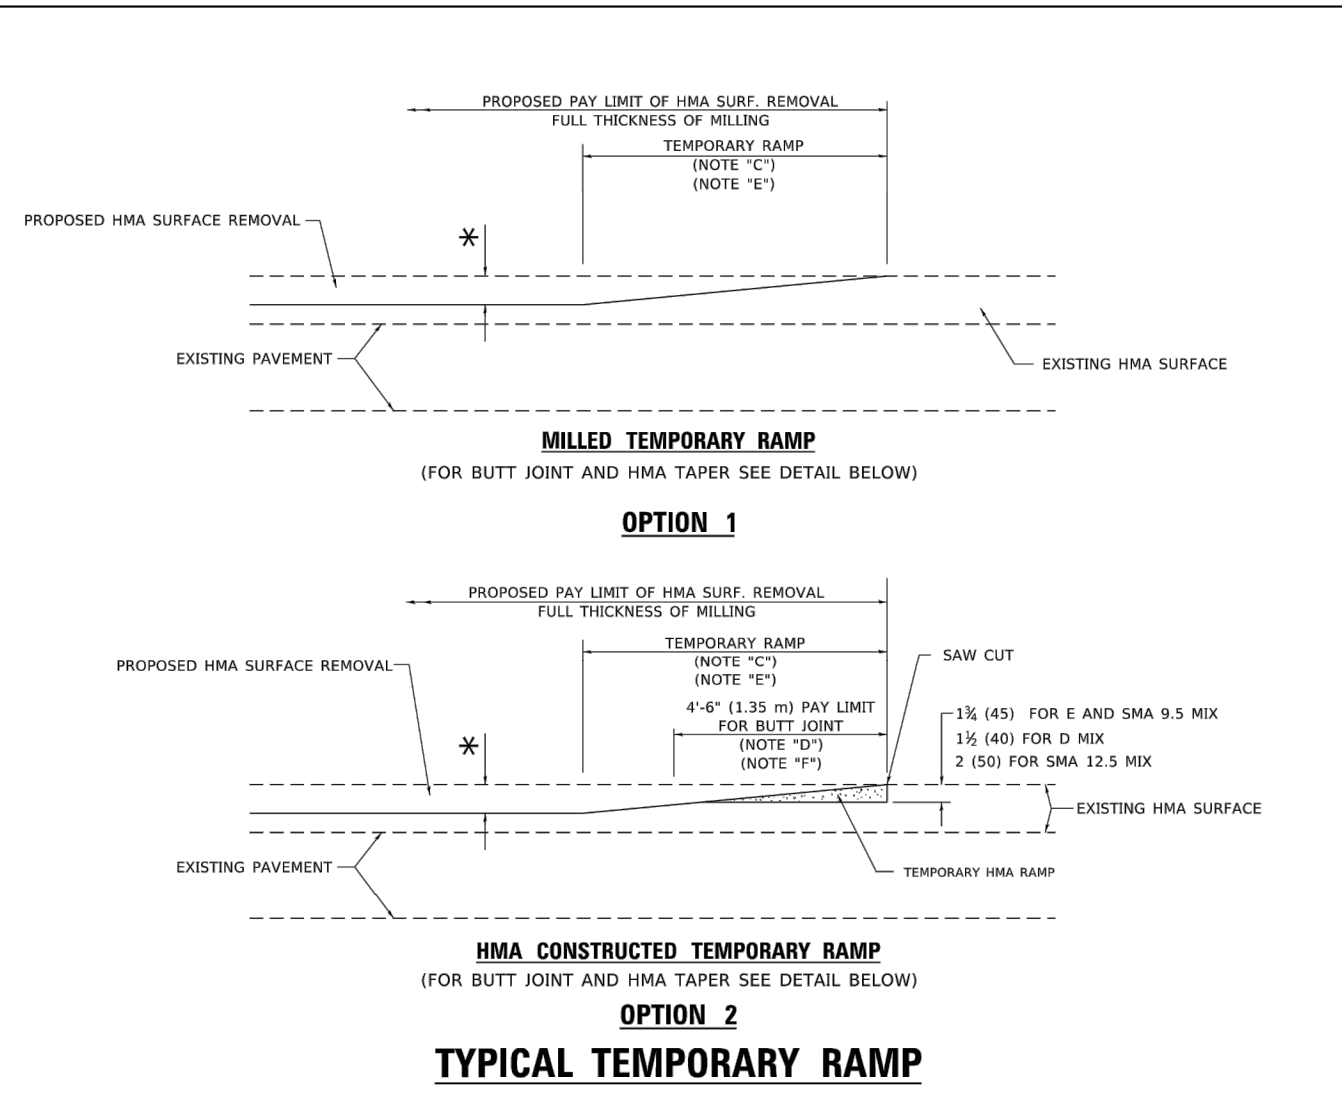 PROPOSED PAY LIMIT OF HMA SURF. REMOVAL
FULL THICKNESS OF MILLING
TEMPORARY RAMP
(NOTE "C")
(NOTE "E")
PROPOSED HMA SURFACE REMOVAL
*
EXISTING PAVEMENT
EXISTING HMA SURFACE
MILLED TEMPORARY RAMP
(FOR BUTT JOINT AND HMA TAPER SEE DETAIL BELOW)
OPTION 1
PROPOSED PAY LIMIT OF HMA SURF. REMOVAL
FULL THICKNESS OF MILLING
TEMPORARY RAMP
(NOTE "C")
(NOTE "E")
SAW CUT
PROPOSED HMA SURFACE REMOVAL
4'-6" (1.35 m) PAY LIMIT
FOR BUTT JOINT
(NOTE "D")
(NOTE "F")
*
1¾ (45) FOR E AND SMA 9.5 MIX
1½ (40) FOR D MIX
2 (50) FOR SMA 12.5 MIX
EXISTING HMA SURFACE
EXISTING PAVEMENT
TEMPORARY HMA RAMP
HMA CONSTRUCTED TEMPORARY RAMP
(FOR BUTT JOINT AND HMA TAPER SEE DETAIL BELOW)
OPTION 2
TYPICAL TEMPORARY RAMP